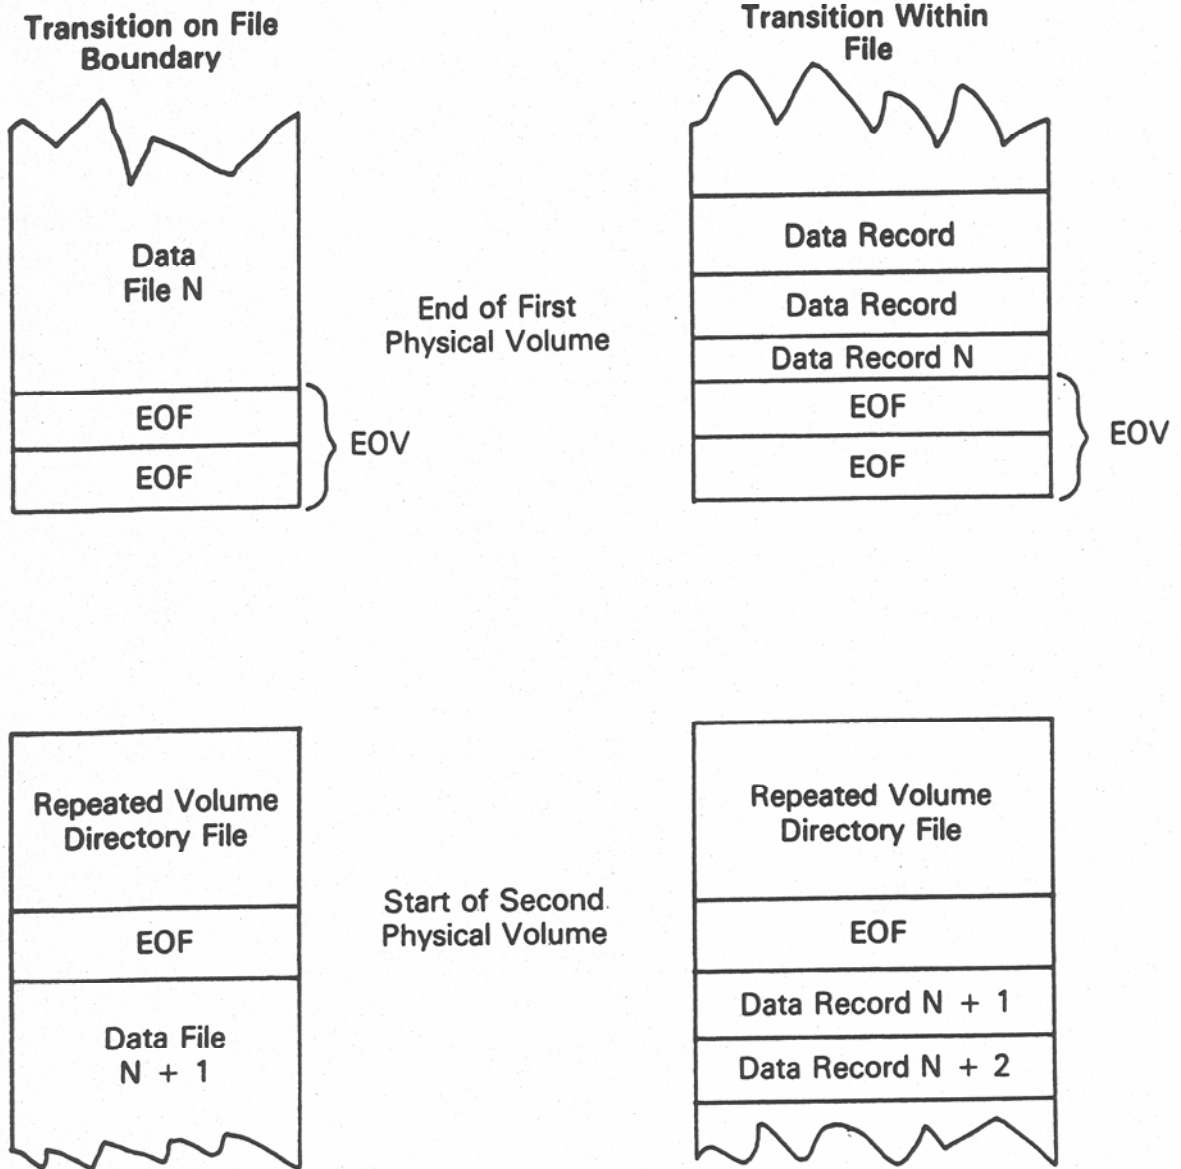 Transition on File
Boundary
Data
File N
EOF
EOF
EOV
End of First
Physical Volume
Transition Within
File
Data Record
Data Record
Data Record N
EOF
EOF
EOV
Repeated Volume
Directory File
EOF
Data File
N + 1
Start of Second
Physical Volume
Repeated Volume
Directory File
EOF
Data Record N + 1
Data Record N + 2